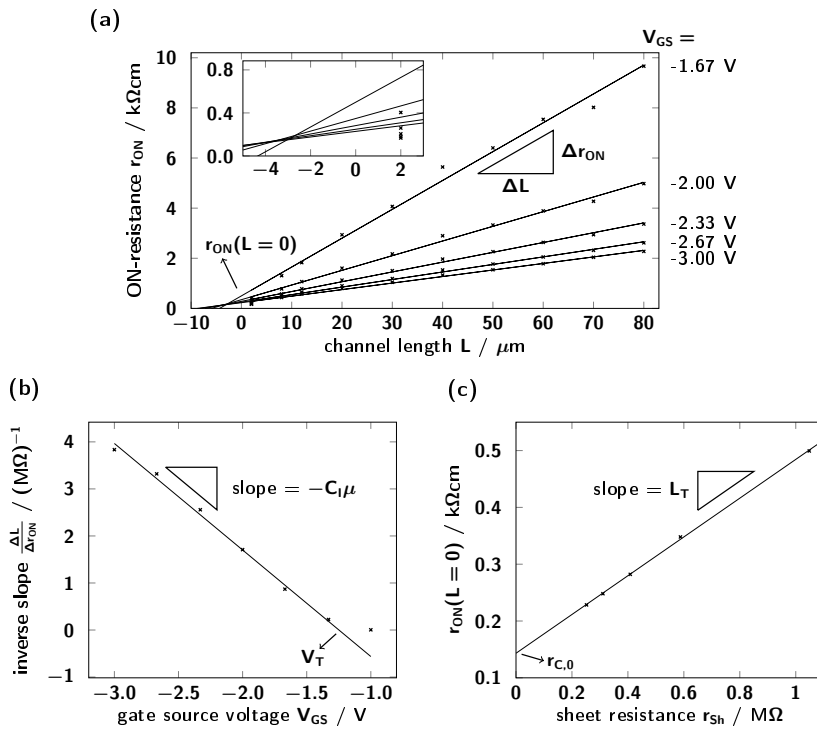 (a)
V_GS =
ON-resistance r_ON / kΩcm
10
8
6
4
2
0
0.8
0.4
0.0
−4 −2 0 2
-1.67 V
Δr_ON
ΔL
-2.00 V
-2.33 V
-2.67 V
-3.00 V
r_ON(L = 0)
−10 0 10 20 30 40 50 60 70 80
channel length L / μm
(b)
inverse slope ΔL/Δr_ON / (MΩ)⁻¹
4
3
2
1
0
−1
slope = −C_Iμ
V_T
−3.0 −2.5 −2.0 −1.5 −1.0
gate source voltage V_GS / V
(c)
r_ON(L = 0) / kΩcm
0.5
0.4
0.3
0.2
0.1
slope = L_T
r_C,0
0 0.2 0.4 0.6 0.8 1
sheet resistance r_Sh / MΩ